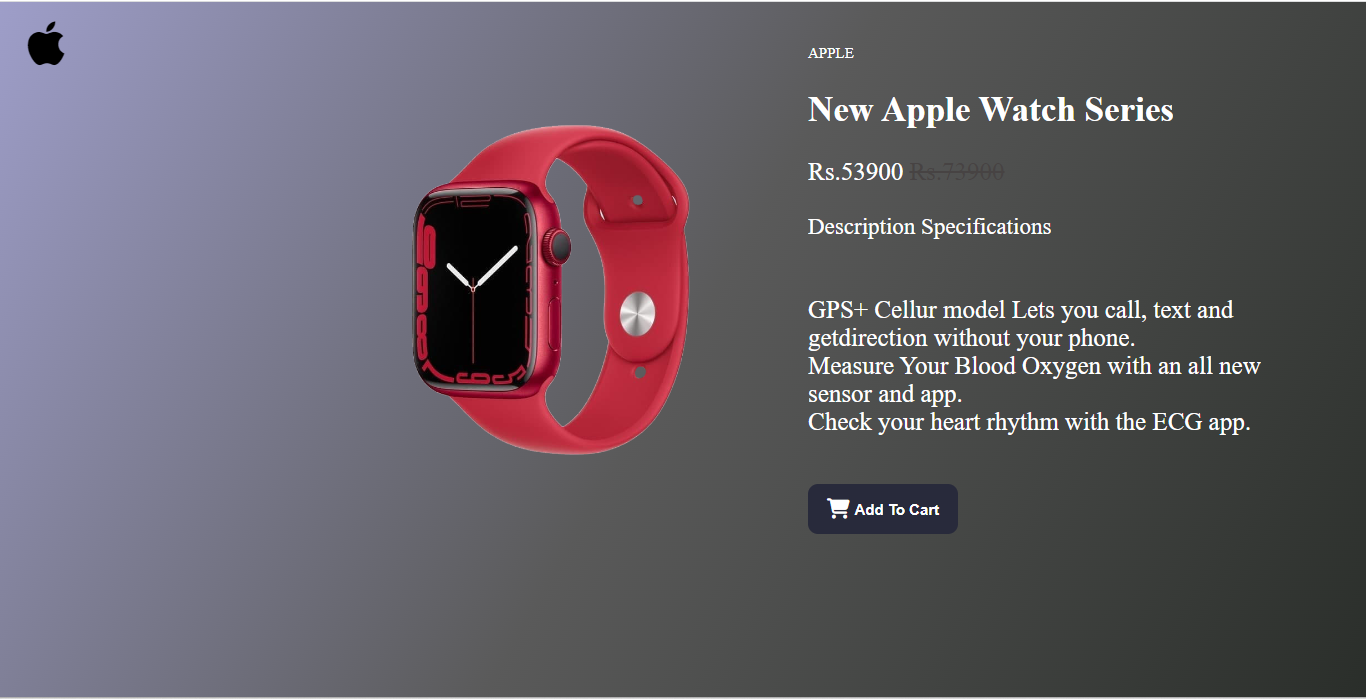 APPLE
New Apple Watch Series
Rs.53900 Rs.73900
Description Specifications
GPS+ Cellur model Lets you call, text and
getdirection without your phone.
Measure Your Blood Oxygen with an all new
sensor and app.
Check your heart rhythm with the ECG app.
Add To Cart